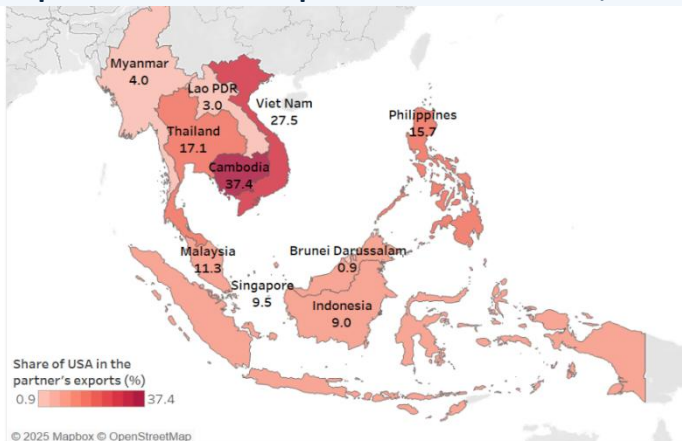 Myanmar
4.0
Lao PDR
3.0
Viet Nam
27.5
Philippines
15.7
Thailand
17.1
Cambodia
37.4
Malaysia
11.3
Brunei Darussalam
0.9
Singapore
9.5
Indonesia
9.0
Share of USA in the
partner's exports (%)
0.9 37.4
© 2025 Mapbox © OpenStreetMap